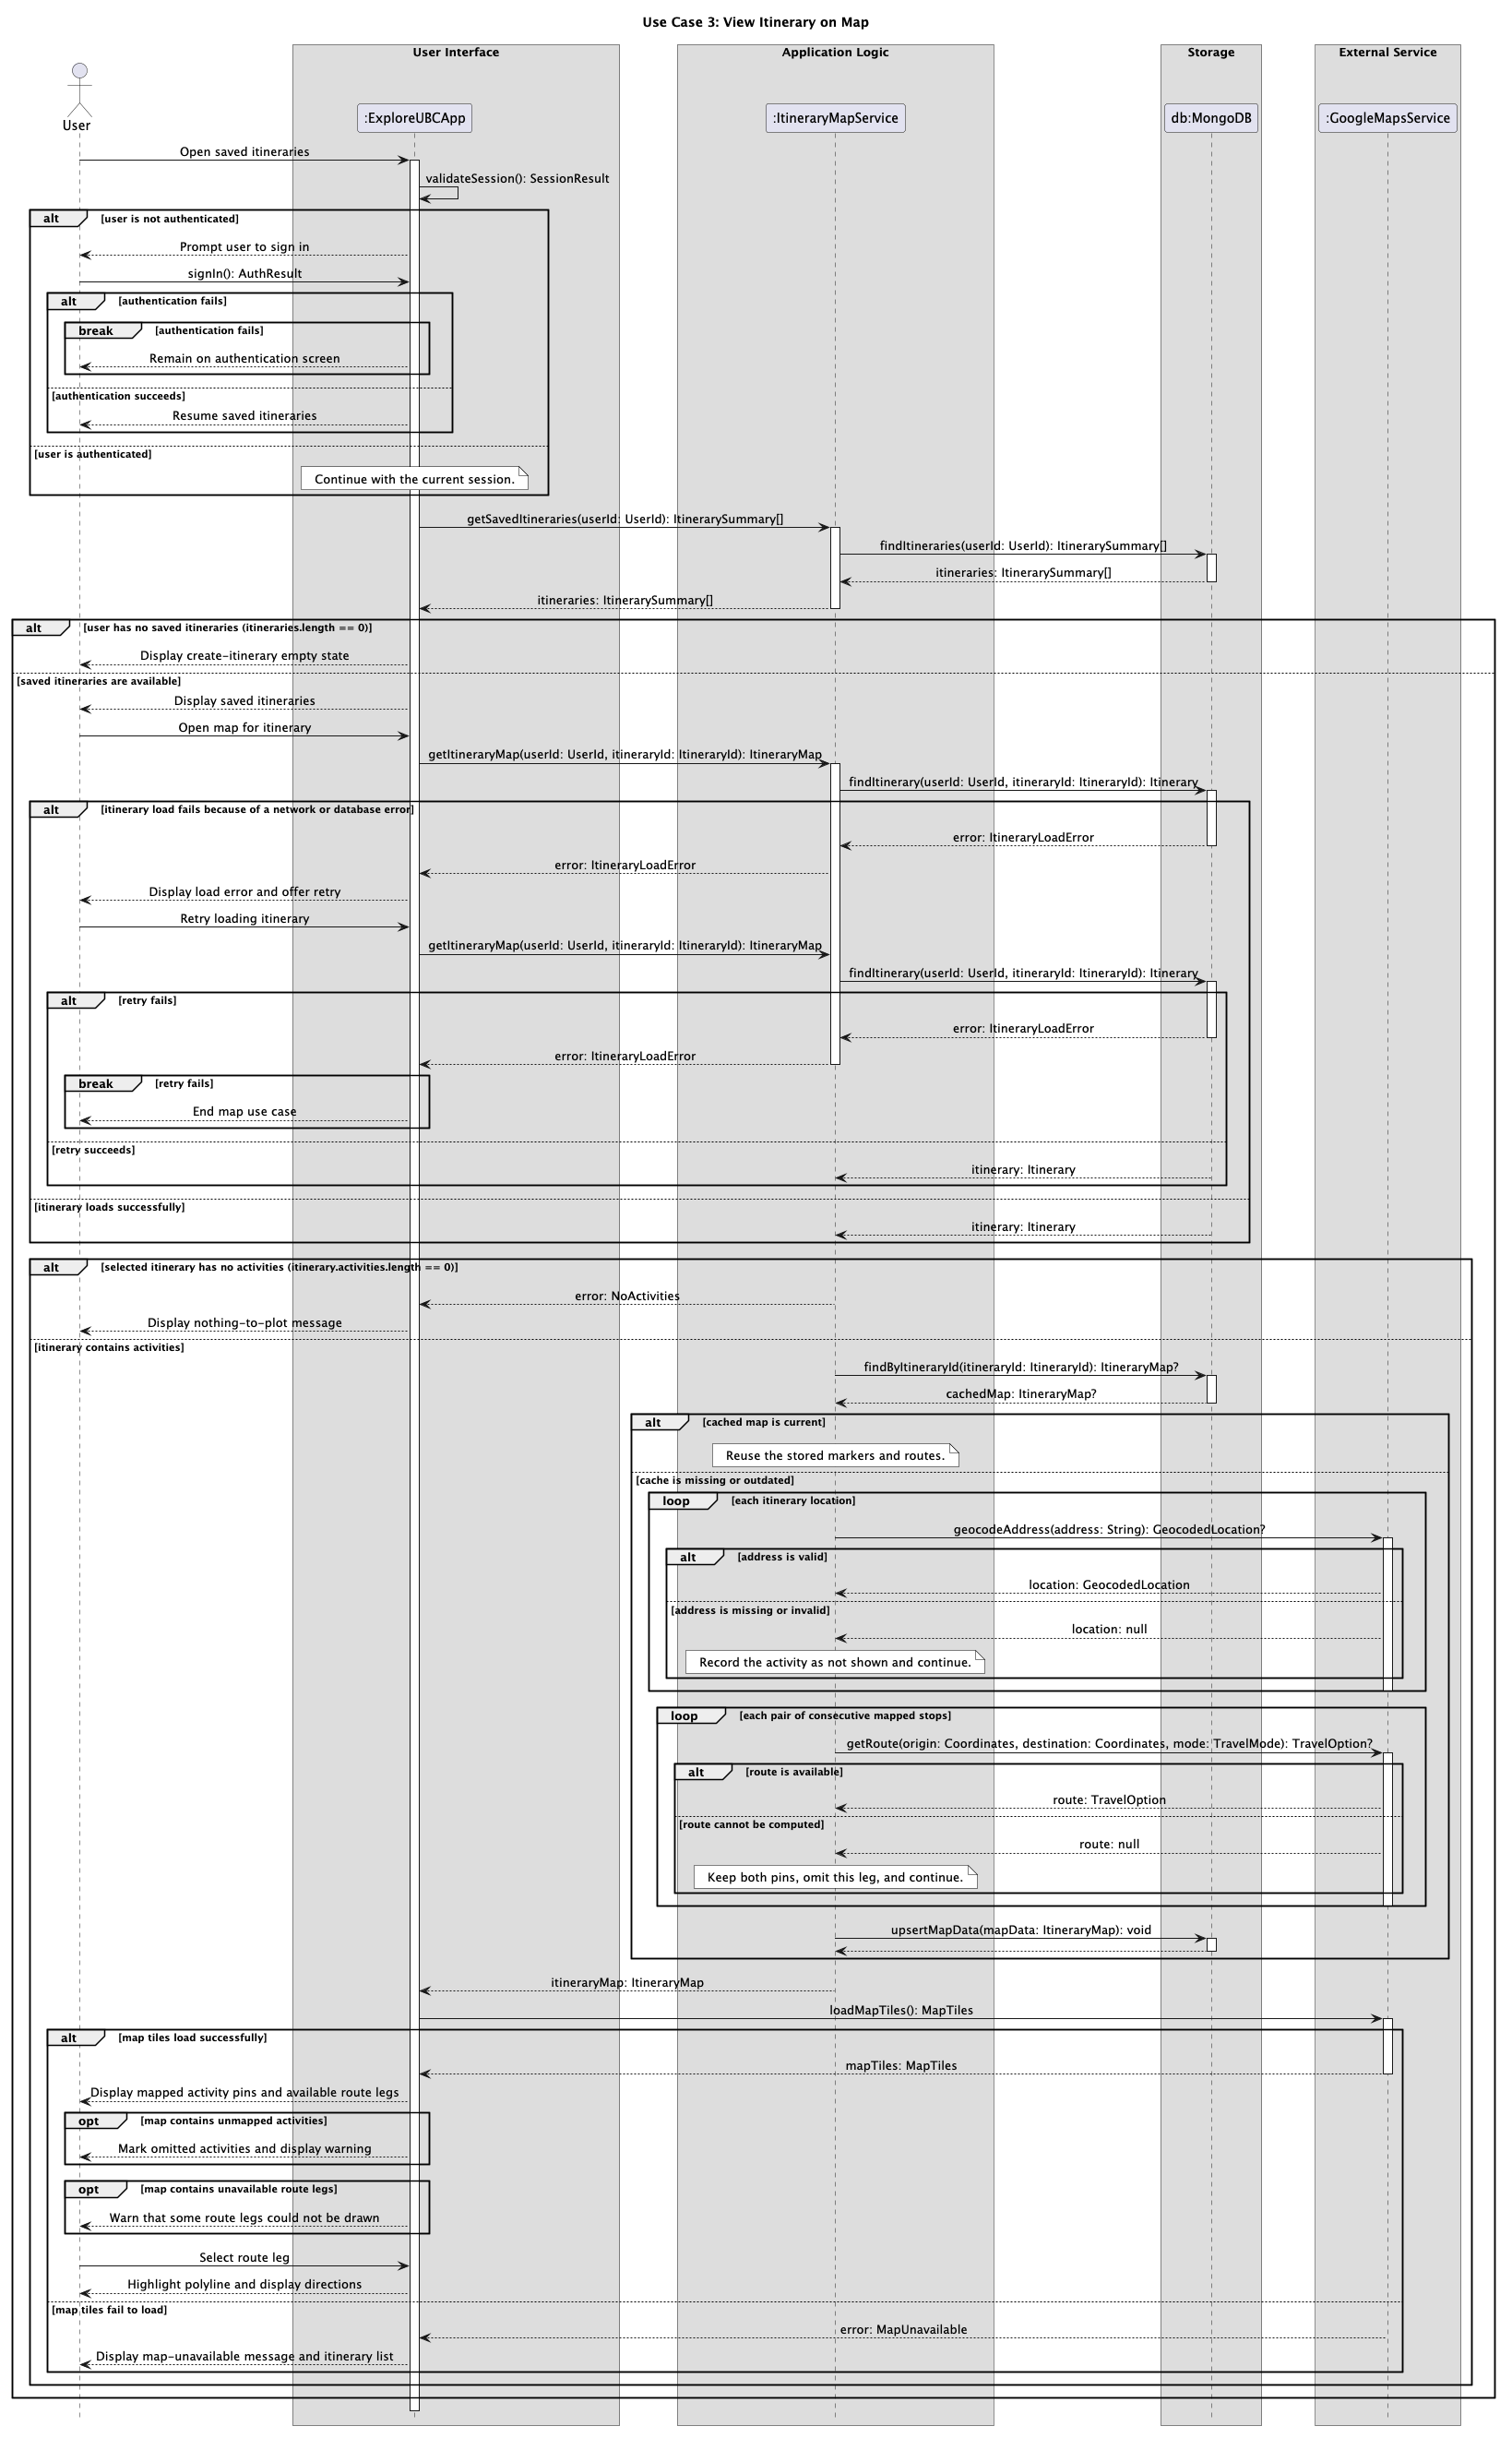 Use Case 3: View Itinerary on Map
User Interface
Application Logic
Storage
External Service
User
:ExploreUBCApp
:ItineraryMapService
db:MongoDB
:GoogleMapsService
Open saved itineraries
validateSession(): SessionResult
alt [user is not authenticated]
Prompt user to sign in
signIn(): AuthResult
alt [authentication fails]
break [authentication fails]
Remain on authentication screen
[authentication succeeds]
Resume saved itineraries
[user is authenticated]
Continue with the current session.
getSavedItineraries(userId: UserId): ItinerarySummary[]
findItineraries(userId: UserId): ItinerarySummary[]
itineraries: ItinerarySummary[]
itineraries: ItinerarySummary[]
alt [user has no saved itineraries (itineraries.length == 0)]
Display create-itinerary empty state
[saved itineraries are available]
Display saved itineraries
Open map for itinerary
getItineraryMap(userId: UserId, itineraryId: ItineraryId): ItineraryMap
findItinerary(userId: UserId, itineraryId: ItineraryId): Itinerary
alt [itinerary load fails because of a network or database error]
error: ItineraryLoadError
error: ItineraryLoadError
Display load error and offer retry
Retry loading itinerary
getItineraryMap(userId: UserId, itineraryId: ItineraryId): ItineraryMap
findItinerary(userId: UserId, itineraryId: ItineraryId): Itinerary
alt [retry fails]
error: ItineraryLoadError
error: ItineraryLoadError
break [retry fails]
End map use case
[retry succeeds]
itinerary: Itinerary
[itinerary loads successfully]
itinerary: Itinerary
alt [selected itinerary has no activities (itinerary.activities.length == 0)]
error: NoActivities
Display nothing-to-plot message
[itinerary contains activities]
findByItineraryId(itineraryId: ItineraryId): ItineraryMap?
cachedMap: ItineraryMap?
alt [cached map is current]
Reuse the stored markers and routes.
[cache is missing or outdated]
loop [each itinerary location]
geocodeAddress(address: String): GeocodedLocation?
alt [address is valid]
location: GeocodedLocation
[address is missing or invalid]
location: null
Record the activity as not shown and continue.
loop [each pair of consecutive mapped stops]
getRoute(origin: Coordinates, destination: Coordinates, mode: TravelMode): TravelOption?
alt [route is available]
route: TravelOption
[route cannot be computed]
route: null
Keep both pins, omit this leg, and continue.
upsertMapData(mapData: ItineraryMap): void
itineraryMap: ItineraryMap
loadMapTiles(): MapTiles
alt [map tiles load successfully]
mapTiles: MapTiles
Display mapped activity pins and available route legs
opt [map contains unmapped activities]
Mark omitted activities and display warning
opt [map contains unavailable route legs]
Warn that some route legs could not be drawn
Select route leg
Highlight polyline and display directions
[map tiles fail to load]
error: MapUnavailable
Display map-unavailable message and itinerary list